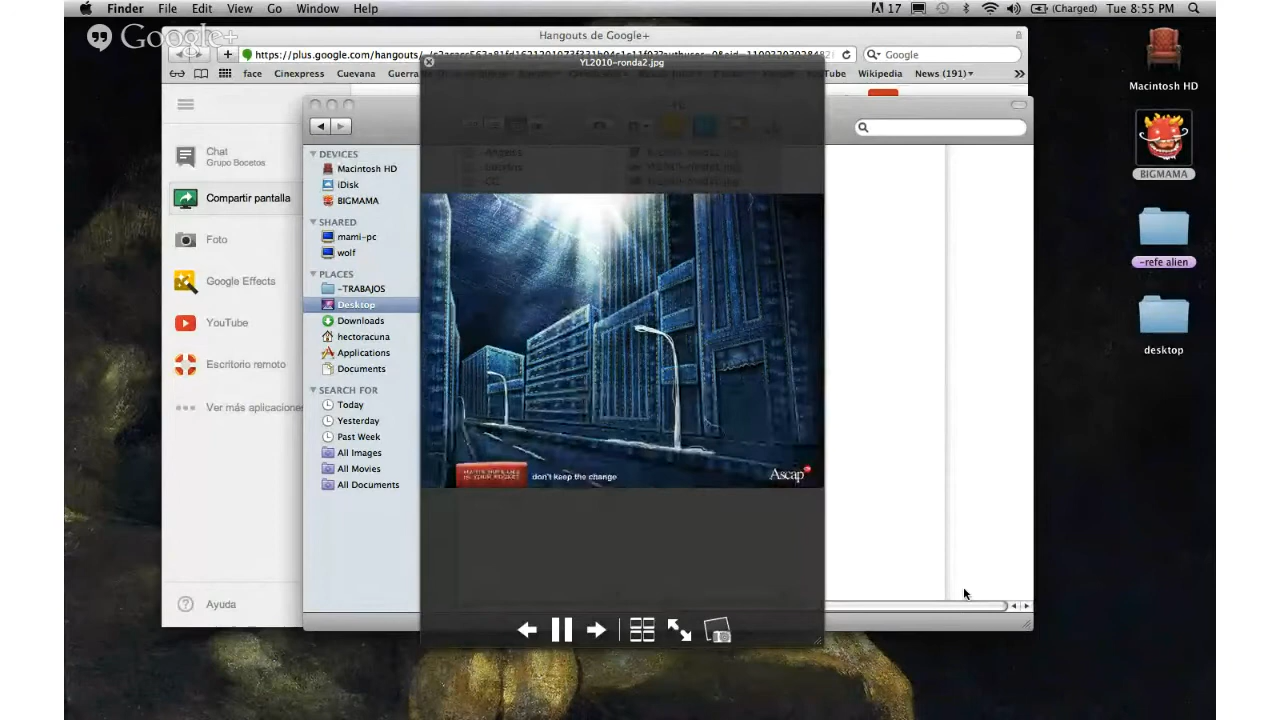 Finder File Edit View Go Window Help
17 (Charged) Tue 8:55 PM
Google+
Hangouts de Google+
Google
face Cinexpress Cuevana Guerra
Tube Wikipedia News (191)
YL2010-ronda2.jpg
Macintosh HD
BIGMAMA
-refe alien
desktop
Chat
Grupo Bocetos
Compartir pantalla
Foto
Google Effects
YouTube
Escritorio remoto
Ver más aplicaciones
Ayuda
DEVICES
Macintosh HD
iDisk
BIGMAMA
SHARED
mami-pc
wolf
PLACES
-TRABAJOS
Desktop
Downloads
hectoracuna
Applications
Documents
SEARCH FOR
Today
Yesterday
Past Week
All Images
All Movies
All Documents
don't keep the change
Ascap